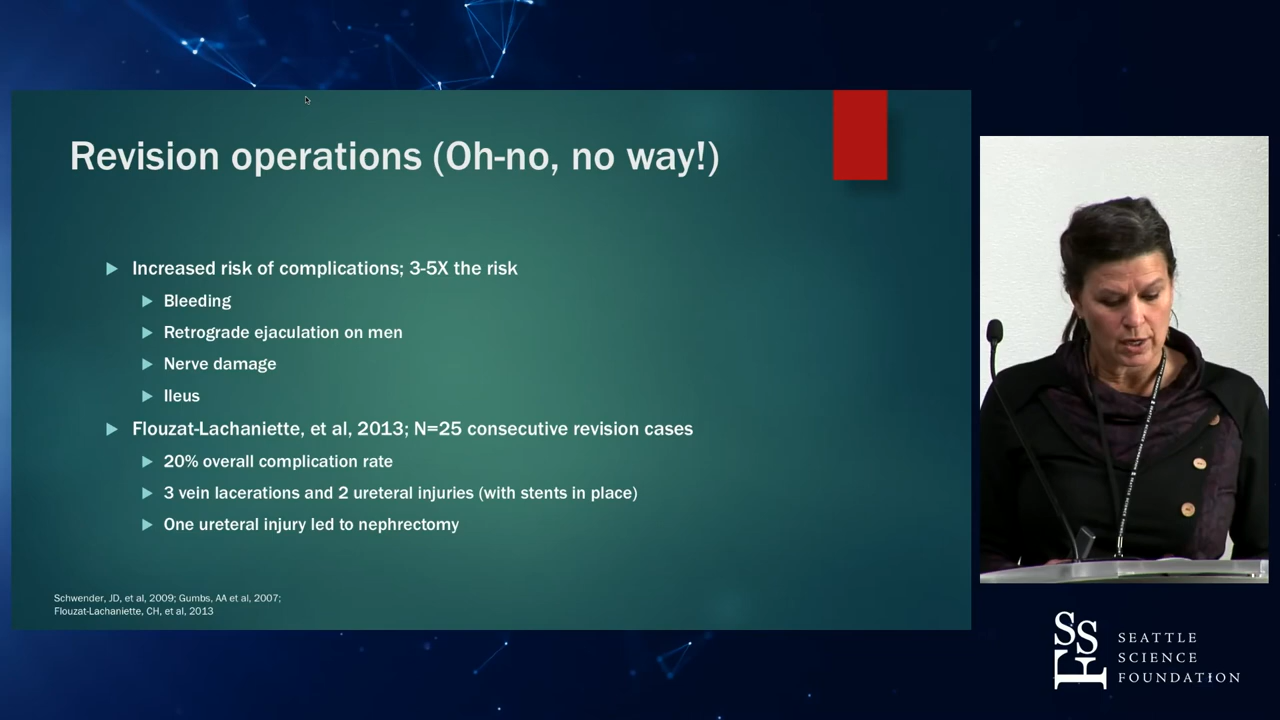 Revision operations (Oh-no, no way!)
Increased risk of complications; 3-5X the risk
Bleeding
Retrograde ejaculation on men
Nerve damage
Ileus
Flouzat-Lachaniette, et al, 2013; N=25 consecutive revision cases
20% overall complication rate
3 vein lacerations and 2 ureteral injuries (with stents in place)
One ureteral injury led to nephrectomy
Schwender, JD, et al, 2009; Gumbs, AA et al, 2007;
Flouzat-Lachaniette, CH, et al, 2013
SSF
SEATTLE
SCIENCE
FOUNDATION